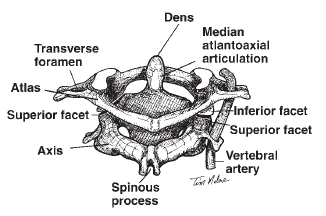 Dens
Median
atlantoaxial
articulation
Transverse
foramen
Atlas
Superior facet
Axis
Spinous
process
Inferior facet
Superior facet
Vertebral
artery